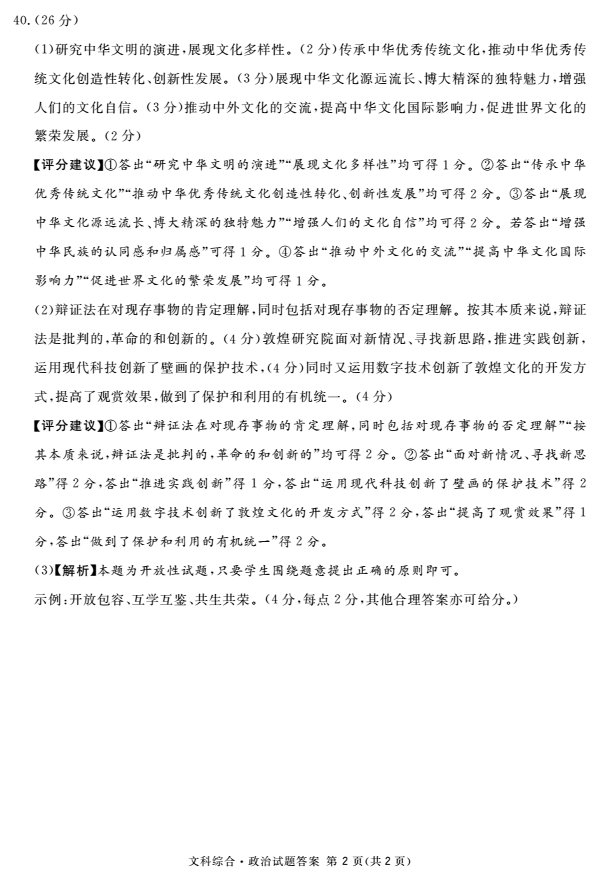 40.(26 分)
(1)研究中华文明的演进,展现文化多样性。(2 分)传承中华优秀传统文化,推动中华优秀传
统文化创造性转化、创新性发展。(3 分)展现中华文化源远流长、博大精深的独特魅力,增强
人们的文化自信。(3 分)推动中外文化的交流,提高中华文化国际影响力,促进世界文化的
繁荣发展。(2 分)
【评分建议】①答出“研究中华文明的演进”“展现文化多样性”均可得 1 分。②答出“传承中华
优秀传统文化”“推动中华优秀传统文化创造性转化、创新性发展”均可得 2 分。③答出“展现
中华文化源远流长、博大精深的独特魅力”“增强人们的文化自信”均可得 2 分。若答出“增强
中华民族的认同感和归属感”可得 1 分。④答出“推动中外文化的交流”“提高中华文化国际
影响力”“促进世界文化的繁荣发展”均可得 1 分。
(2)辩证法在对现存事物的肯定理解,同时包括对现存事物的否定理解。按其本质来说,辩证
法是批判的,革命的和创新的。(4 分)敦煌研究院面对新情况、寻找新思路,推进实践创新,
运用现代科技创新了壁画的保护技术,(4 分)同时又运用数字技术创新了敦煌文化的开发方
式,提高了观赏效果,做到了保护和利用的有机统一。(4 分)
【评分建议】①答出“辩证法在对现存事物的肯定理解,同时包括对现存事物的否定理解”“按
其本质来说,辩证法是批判的,革命的和创新的”均可得 2 分。②答出“面对新情况、寻找新思
路”得 2 分,答出“推进实践创新”得 1 分,答出“运用现代科技创新了壁画的保护技术”得 2
分。③答出“运用数字技术创新了敦煌文化的开发方式”得 2 分,答出“提高了观赏效果”得 1
分,答出“做到了保护和利用的有机统一”得 2 分。
(3)【解析】本题为开放性试题,只要学生围绕题意提出正确的原则即可。
示例:开放包容、互学互鉴、共生共荣。(4 分,每点 2 分,其他合理答案亦可给分。)
文科综合·政治试题答案 第 2 页(共 2 页)